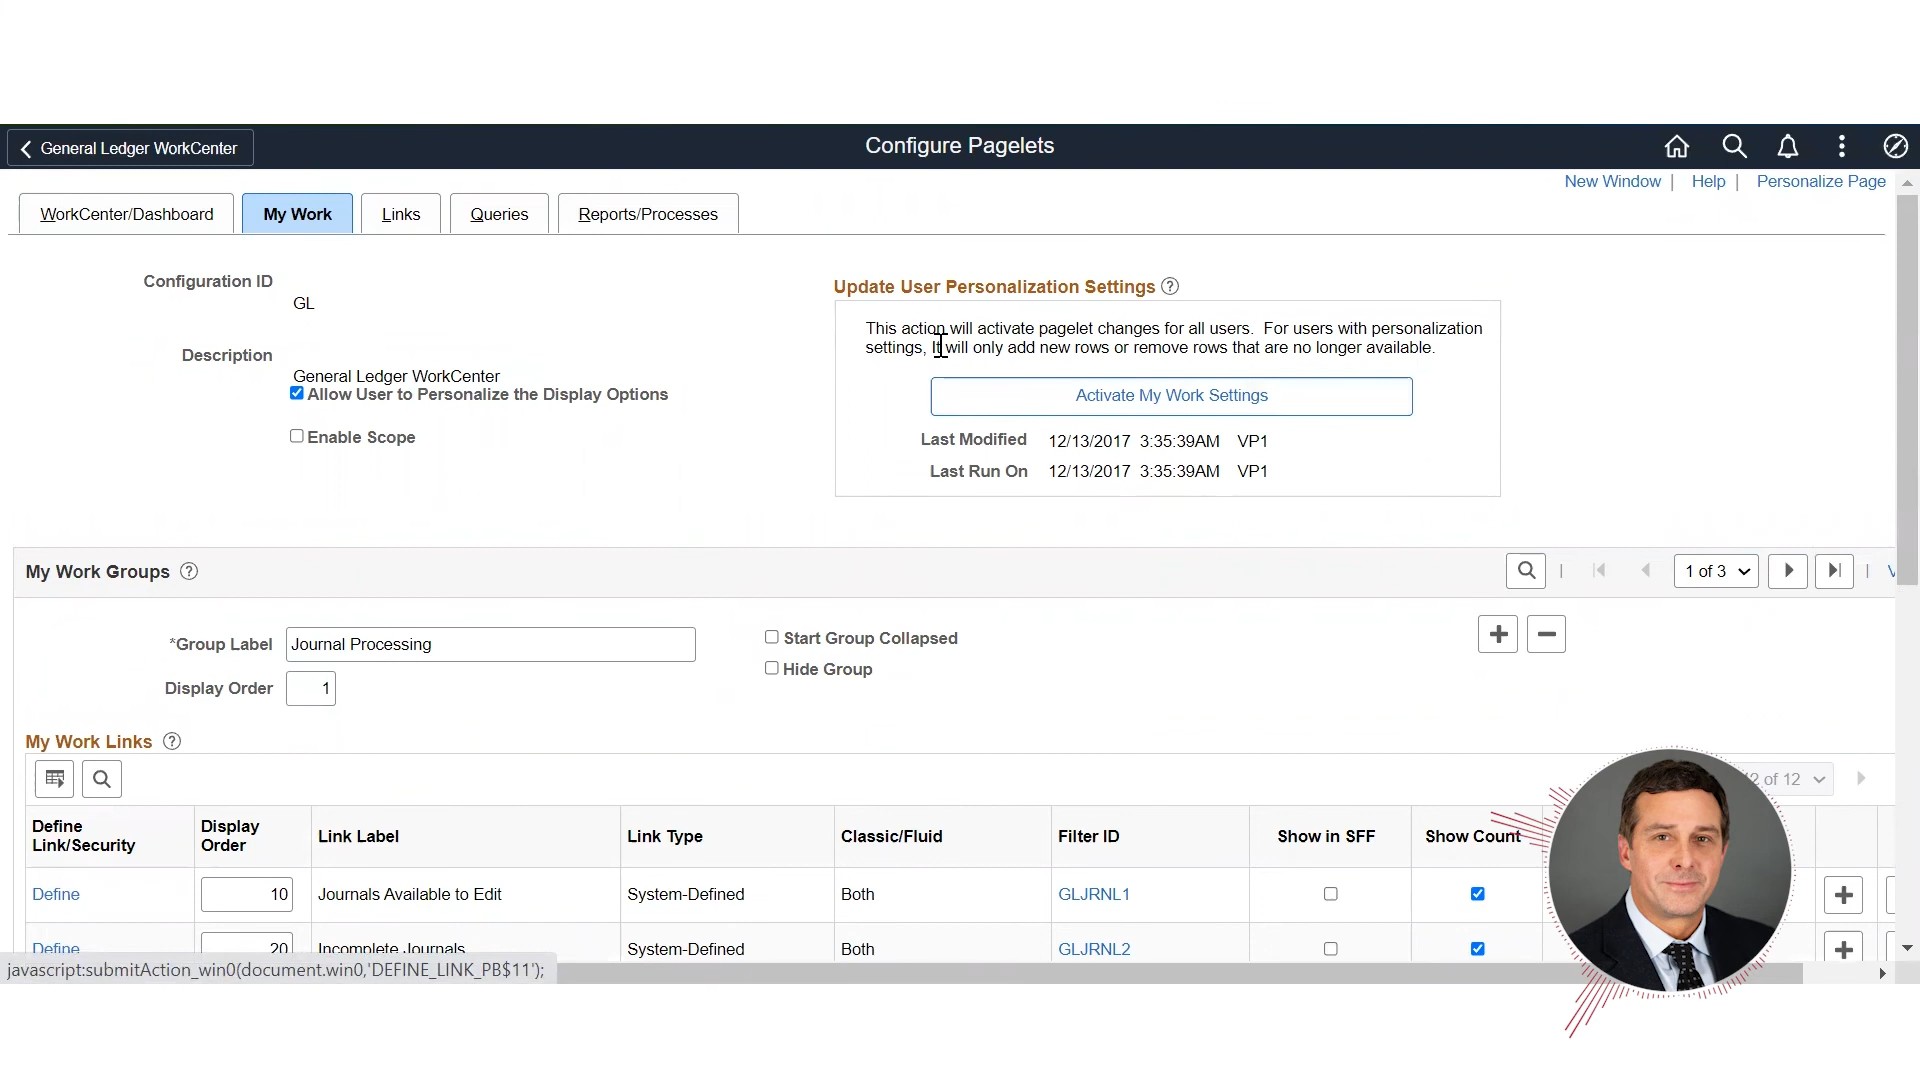 General Ledger WorkCenter
Configure Pagelets
New Window | Help | Personalize Page
WorkCenter/Dashboard
My Work
Links
Queries
Reports/Processes
Configuration ID
GL
Description
General Ledger WorkCenter
Allow User to Personalize the Display Options
Enable Scope
Update User Personalization Settings
This action will activate pagelet changes for all users. For users with personalization
settings, It will only add new rows or remove rows that are no longer available.
Activate My Work Settings
Last Modified 12/13/2017 3:35:39AM VP1
Last Run On 12/13/2017 3:35:39AM VP1
My Work Groups
1 of 3
*Group Label Journal Processing
Display Order 1
Start Group Collapsed
Hide Group
My Work Links
of 12
Define Link/Security
Display Order
Link Label
Link Type
Classic/Fluid
Filter ID
Show in SFF
Show Count
Define 10 Journals Available to Edit System-Defined Both GLJRNL1
Define 20 Incomplete Journals System-Defined Both GLJRNL2
javascript:submitAction_win0(document.win0,'DEFINE_LINK_PB$11');